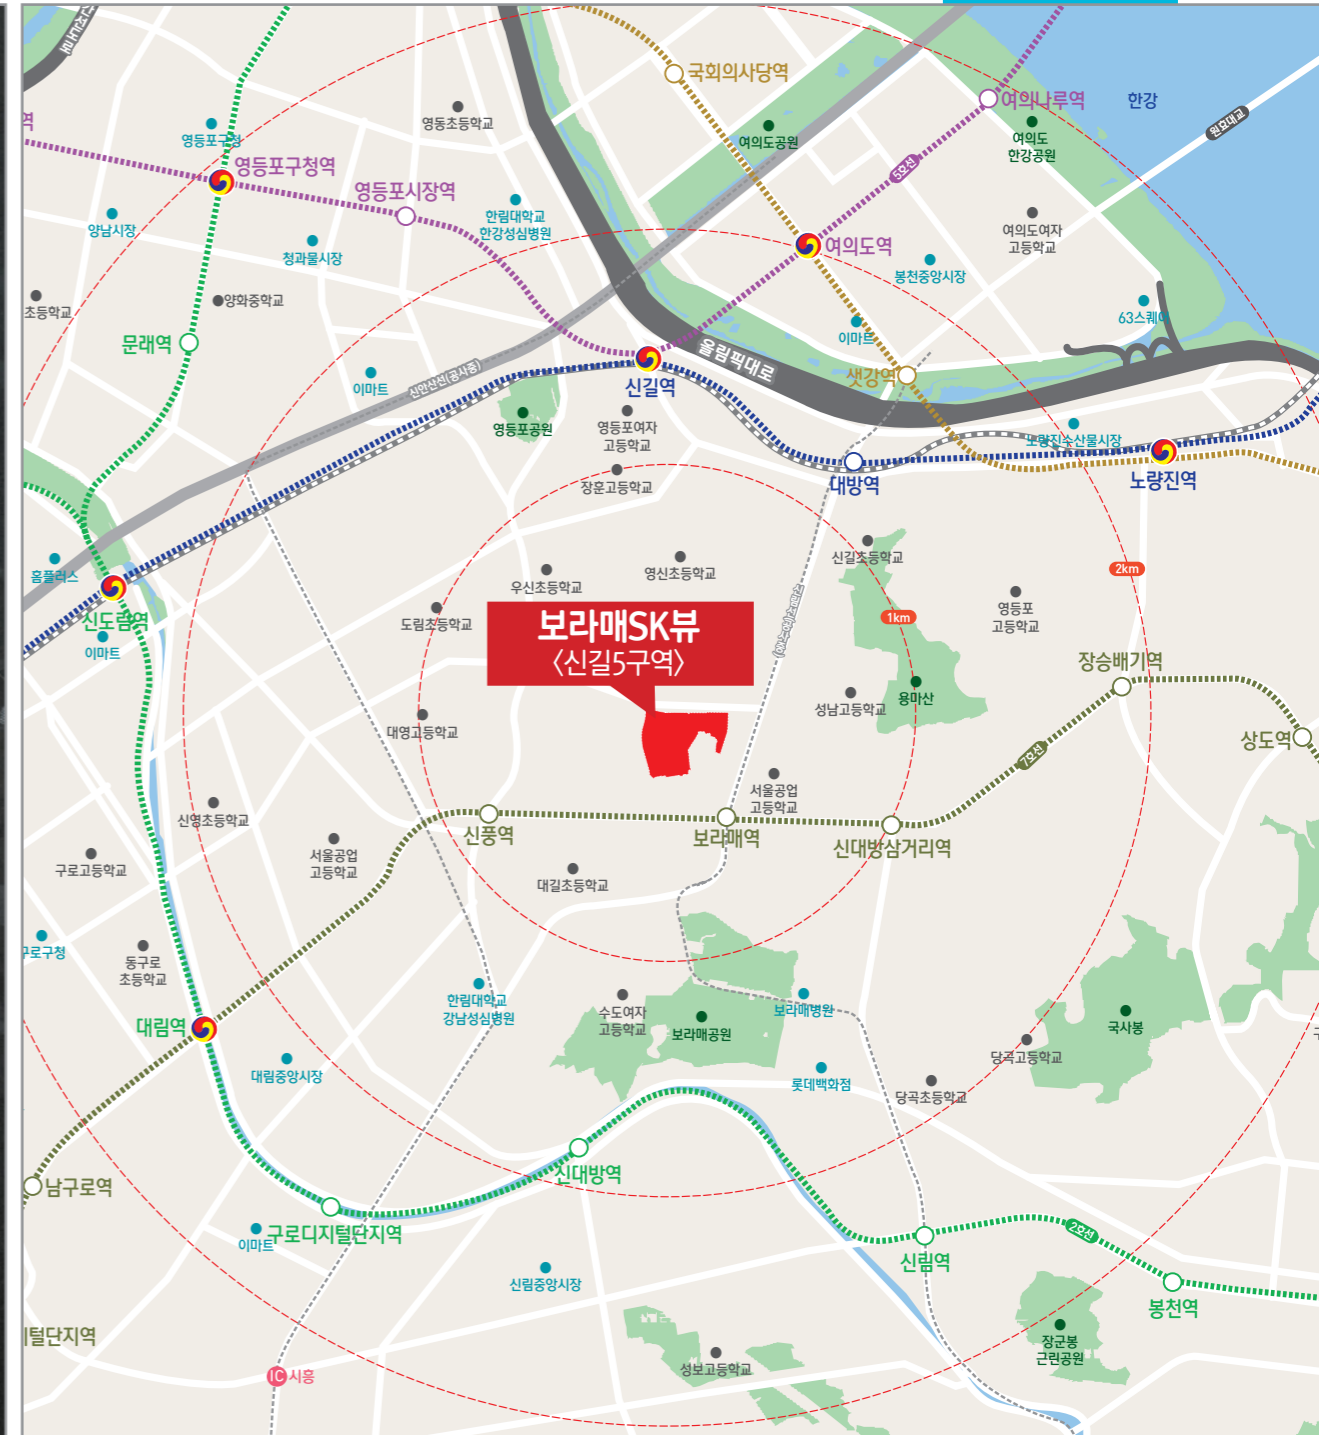 국회의사당역
여의나루역
한강
원효대교
영동초등학교
영등포구청
여의도공원
여의도
한강공원
역
영등포구청역
영등포시장역
5호선
양남시장
한림대학교
한강성심병원
여의도여자
고등학교
청과물시장
여의도역
봉천중앙시장
초등학교
양화중학교
63스퀘어
문래역
이마트
올림픽대로
신안산선(공사중)
이마트
신길역
샛강역
영등포공원
영등포여자
고등학교
노량진수산물시장
장훈고등학교
대방역
노량진역
신길초등학교
홈플러스
우신초등학교
영신초등학교
2km
영등포
고등학교
신도림역
이마트
도림초등학교
보라매SK뷰
〈신길5구역〉
1km
장승배기역
성남고등학교
용마산
대영고등학교
상도역
7호선
서울공업
고등학교
신영초등학교
신풍역
보라매역
신대방삼거리역
구로고등학교
서울공업
고등학교
대길초등학교
구로구청
동구로
초등학교
한림대학교
강남성심병원
수도여자
고등학교
보라매공원
보라매병원
국사봉
대림역
당곡고등학교
대림중앙시장
롯데백화점
당곡초등학교
신대방역
남구로역
구로디지털단지역
이마트
2호선
신림역
신림중앙시장
봉천역
털단지역
장군봉
근린공원
성보고등학교
IC 시흥